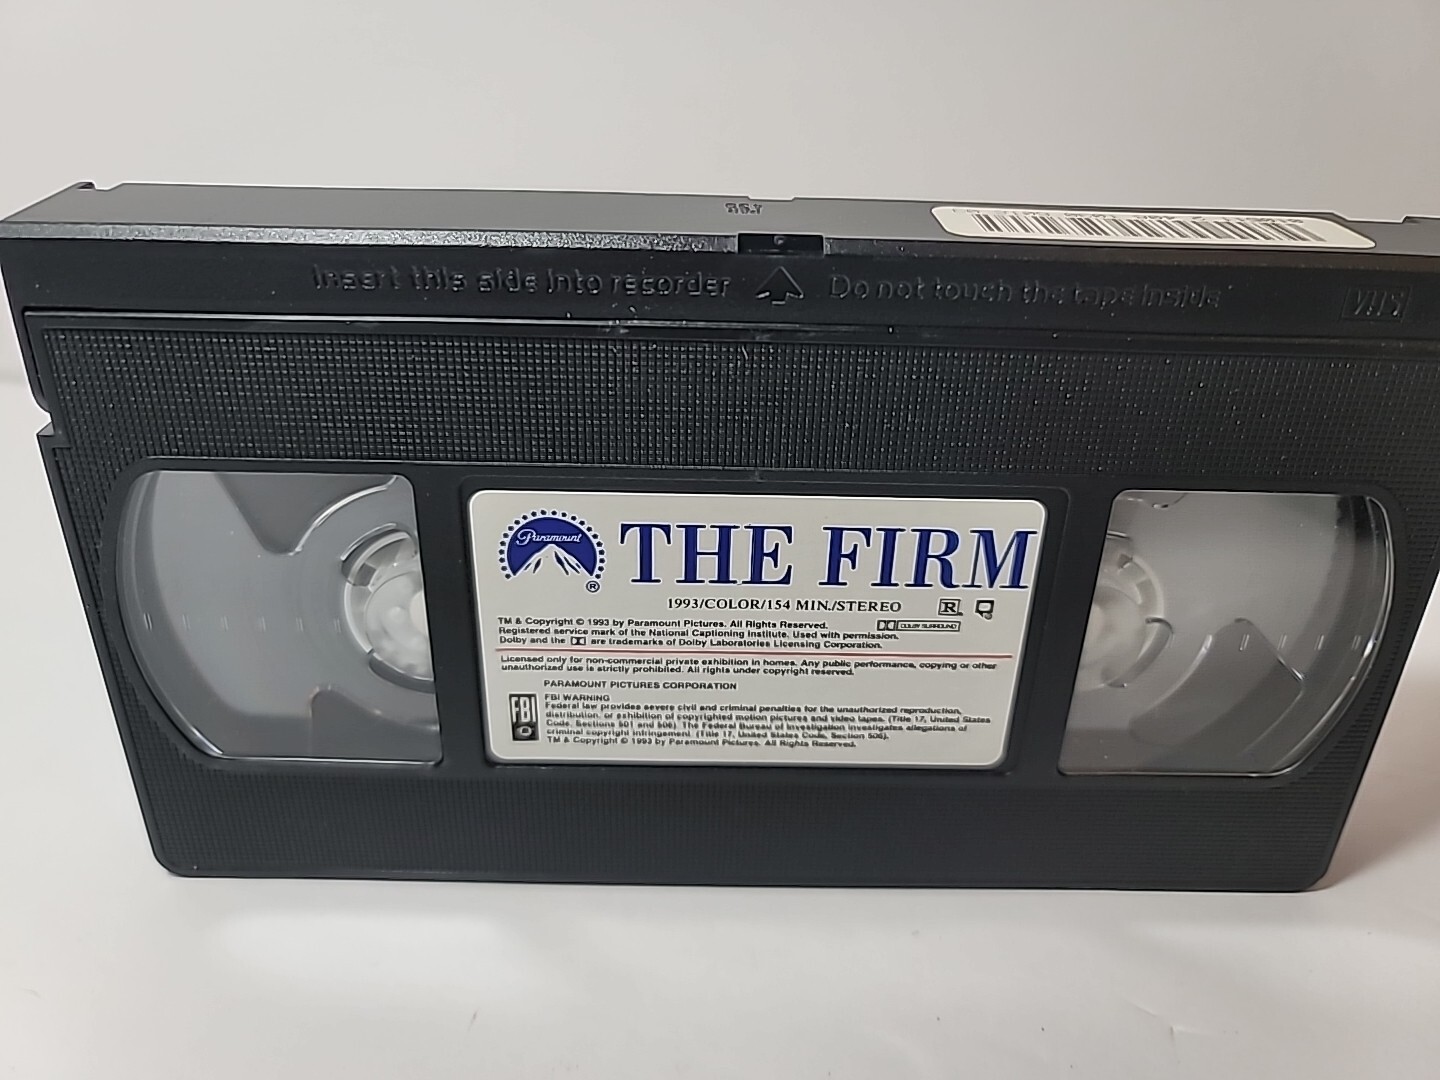 Insert this side into recorder
Do not touch the tape inside
VHS
Paramount
®
THE FIRM
1993/COLOR/154 MIN./STEREO
R
TM & Copyright © 1993 by Paramount Pictures. All Rights Reserved.
DOLBY SURROUND
Registered service mark of the National Captioning Institute. Used with permission.
Dolby and the are trademarks of Dolby Laboratories Licensing Corporation.
Licensed only for non-commercial private exhibition in homes. Any public performance, copying or other
unauthorized use is strictly prohibited. All rights under copyright reserved.
PARAMOUNT PICTURES CORPORATION
FBI
FBI WARNING
Federal law provides severe civil and criminal penalties for the unauthorized reproduction,
distribution, or exhibition of copyrighted motion pictures and video tapes. (Title 17, United States
Code, Sections 501 and 506). The Federal Bureau of Investigation investigates allegations of
criminal copyright infringement. (Title 17, United States Code, Section 506).
TM & Copyright © 1993 by Paramount Pictures. All Rights Reserved.